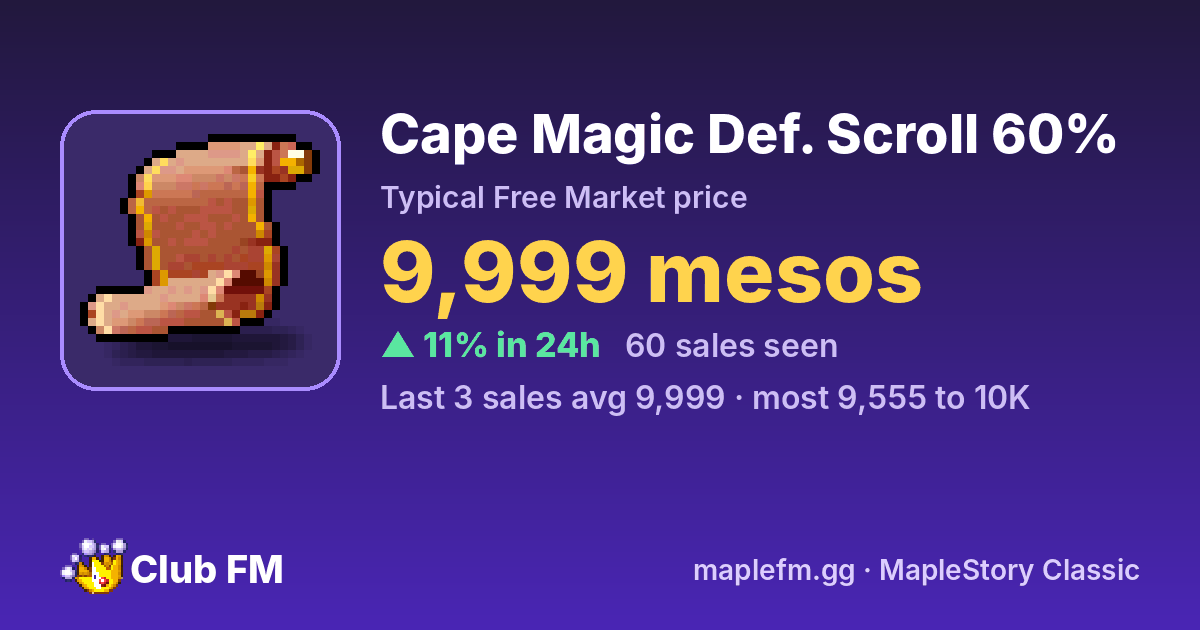 Cape Magic Def. Scroll 60%
Typical Free Market price
9,999 mesos
▲ 11% in 24h 60 sales seen
Last 3 sales avg 9,999 · most 9,555 to 10K
Club FM
maplefm.gg · MapleStory Classic